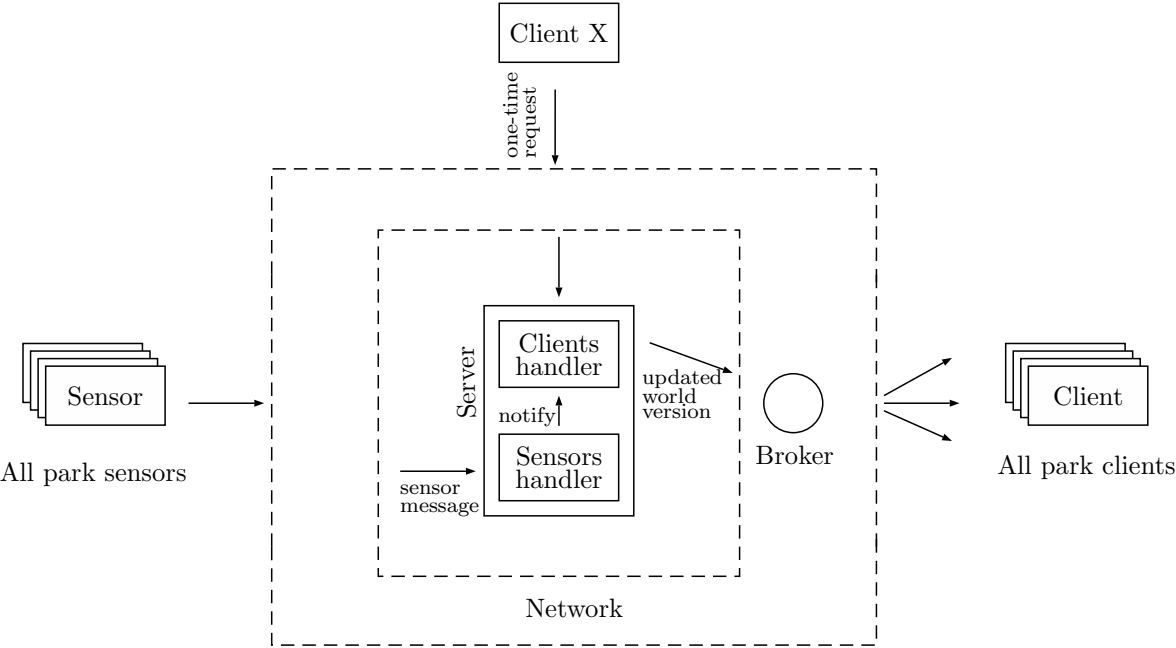 Client X
one-time
request
Server
Clients
handler
notify
Sensors
handler
updated
world
version
sensor
message
Sensor
All park sensors
Broker
Client
All park clients
Network